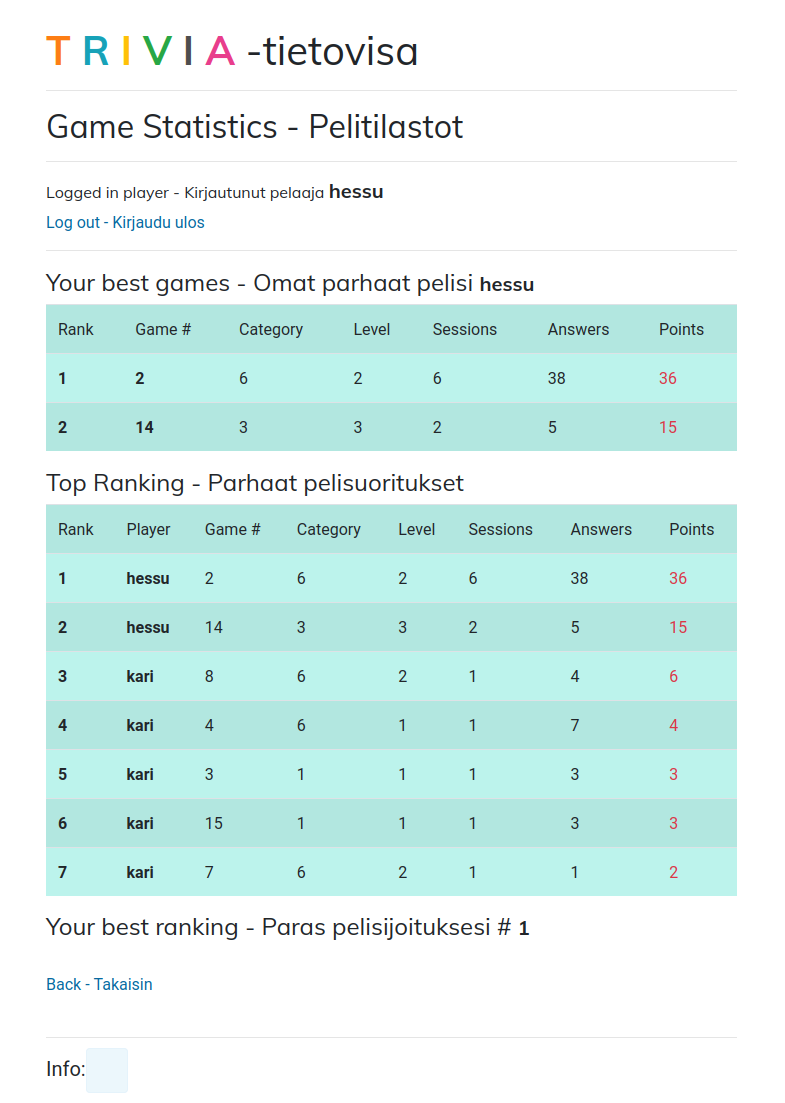 T R I V I A -tietovisa
Game Statistics - Pelitilastot
Logged in player - Kirjautunut pelaaja hessu
Log out - Kirjaudu ulos
Your best games - Omat parhaat pelisi hessu
Rank Game # Category Level Sessions Answers Points
1 2 6 2 6 38 36
2 14 3 3 2 5 15
Top Ranking - Parhaat pelisuoritukset
Rank Player Game # Category Level Sessions Answers Points
1 hessu 2 6 2 6 38 36
2 hessu 14 3 3 2 5 15
3 kari 8 6 2 1 4 6
4 kari 4 6 1 1 7 4
5 kari 3 1 1 1 3 3
6 kari 15 1 1 1 3 3
7 kari 7 6 2 1 1 2
Your best ranking - Paras pelisijoituksesi # 1
Back - Takaisin
Info: